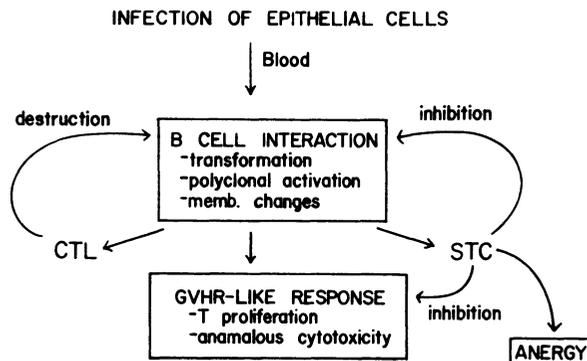 INFECTION OF EPITHELIAL CELLS
Blood
destruction
inhibition
B CELL INTERACTION
-transformation
-polyclonal activation
-memb. changes
CTL
STC
GVHR-LIKE RESPONSE
-T proliferation
-anamalous cytotoxicity
inhibition
ANERGY